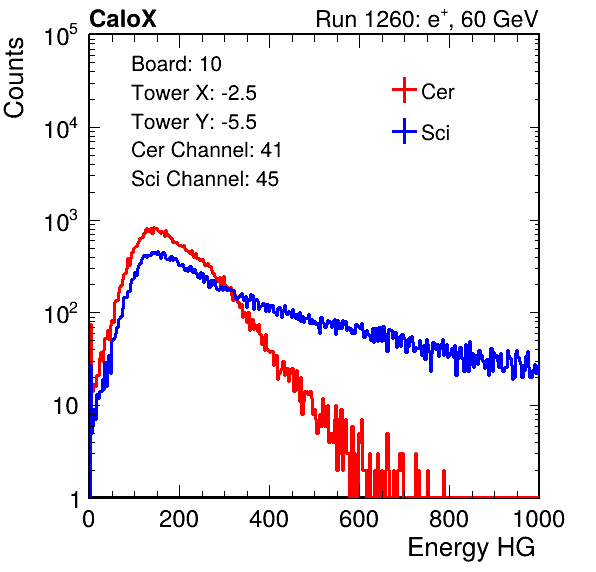 CaloX Run 1260: e⁺, 60 GeV
Counts
Board: 10
Tower X: -2.5
Tower Y: -5.5
Cer Channel: 41
Sci Channel: 45
Cer
Sci
10⁵
10⁴
10³
10²
10
1
0 200 400 600 800 1000
Energy HG